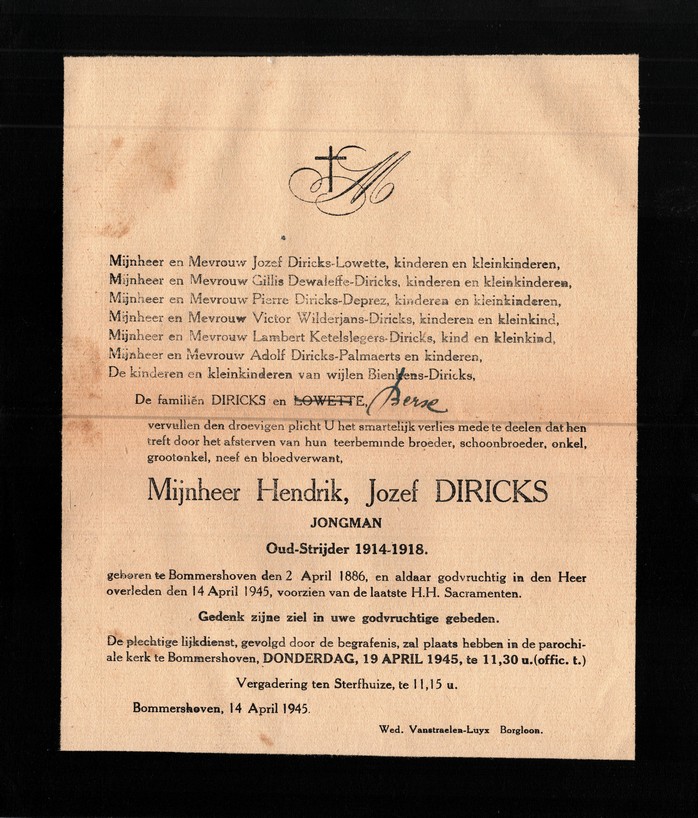 M
Mijnheer en Mevrouw Jozef Diricks-Lowette, kinderen en kleinkinderen,
Mijnheer en Mevrouw Gillis Dewaleffe-Diricks, kinderen en kleinkinderen,
Mijnheer en Mevrouw Pierre Diricks-Deprez, kinderen en kleinkinderen,
Mijnheer en Mevrouw Victor Wilderjans-Diricks, kinderen en kleinkind,
Mijnheer en Mevrouw Lambert Ketelslegers-Diricks, kind en kleinkind,
Mijnheer en Mevrouw Adolf Diricks-Palmaerts en kinderen,
De kinderen en kleinkinderen van wijlen Bienkens-Diricks,
De familiën DIRICKS en LOWETTE, Berse
vervullen den droevigen plicht U het smartelijk verlies mede te deelen dat hen
treft door het afsterven van hun teerbeminde broeder, schoonbroeder, onkel,
grootonkel, neef en bloedverwant,
Mijnheer Hendrik, Jozef DIRICKS
JONGMAN
Oud-Strijder 1914-1918.
geboren te Bommershoven den 2 April 1886, en aldaar godvruchtig in den Heer
overleden den 14 April 1945, voorzien van de laatste H.H. Sacramenten.
Gedenk zijne ziel in uwe godvruchtige gebeden.
De plechtige lijkdienst, gevolgd door de begrafenis, zal plaats hebben in de parochi-
ale kerk te Bommershoven, DONDERDAG, 19 APRIL 1945, te 11,30 u.(offic. t.)
Vergadering ten Sterfhuize, te 11,15 u.
Bommershoven, 14 April 1945.
Wed. Vanstraelen-Luyx Borgloon.